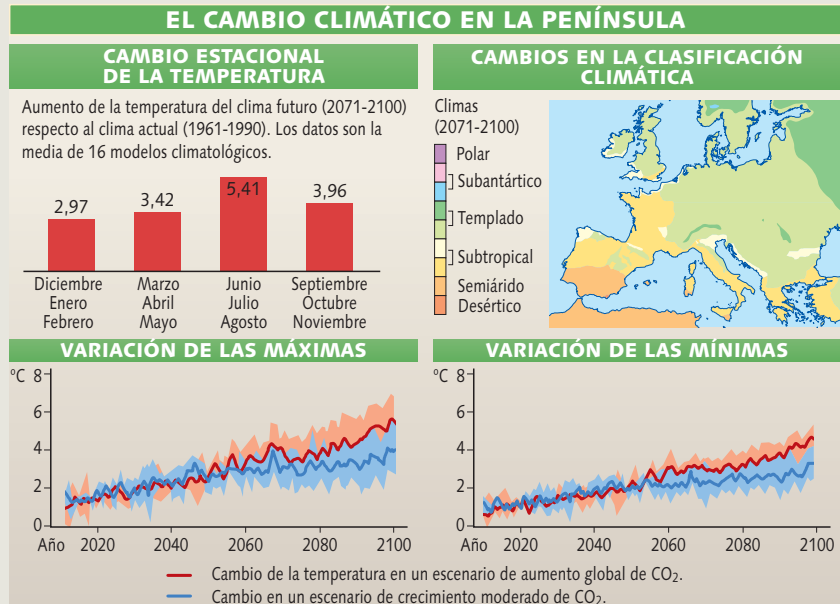 EL CAMBIO CLIMÁTICO EN LA PENÍNSULA
CAMBIO ESTACIONAL
DE LA TEMPERATURA
Aumento de la temperatura del clima futuro (2071-2100)
respecto al clima actual (1961-1990). Los datos son la
media de 16 modelos climatológicos.
2,97
3,42
5,41
3,96
Diciembre
Enero
Febrero
Marzo
Abril
Mayo
Junio
Julio
Agosto
Septiembre
Octubre
Noviembre
CAMBIOS EN LA CLASIFICACIÓN
CLIMÁTICA
Climas
(2071-2100)
Polar
Subantártico
Templado
Subtropical
Semiárido
Desértico
VARIACIÓN DE LAS MÁXIMAS
ºC 8
6
4
2
0
Año 2020 2040 2060 2080 2100
VARIACIÓN DE LAS MÍNIMAS
ºC 8
6
4
2
0
Año 2020 2040 2060 2080 2100
Cambio de la temperatura en un escenario de aumento global de CO₂.
Cambio en un escenario de crecimiento moderado de CO₂.